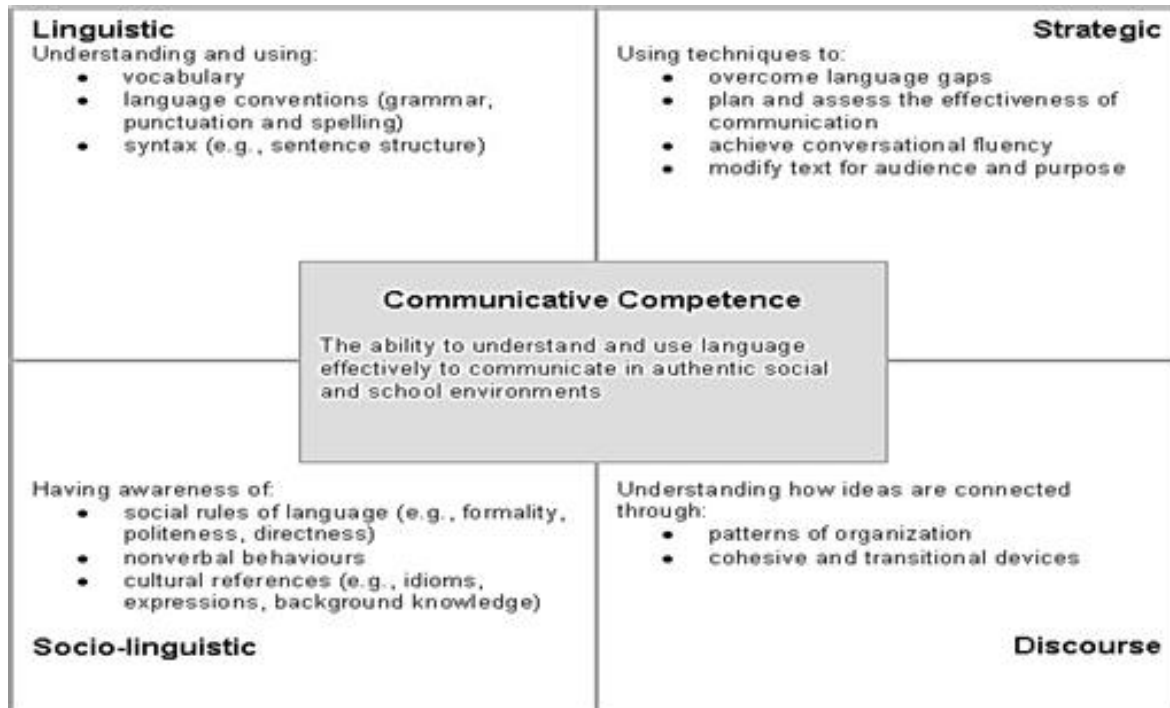 Linguistic
Understanding and using:
• vocabulary
• language conventions (grammar,
punctuation and spelling)
• syntax (e.g., sentence structure)
Strategic
Using techniques to:
• overcome language gaps
• plan and assess the effectiveness of
communication
• achieve conversational fluency
• modify text for audience and purpose
Communicative Competence
The ability to understand and use language
effectively to communicate in authentic social
and school environments
Having awareness of:
• social rules of language (e.g., formality,
politeness, directness)
• nonverbal behaviours
• cultural references (e.g., idioms,
expressions, background knowledge)
Socio-linguistic
Understanding how ideas are connected
through:
• patterns of organization
• cohesive and transitional devices
Discourse